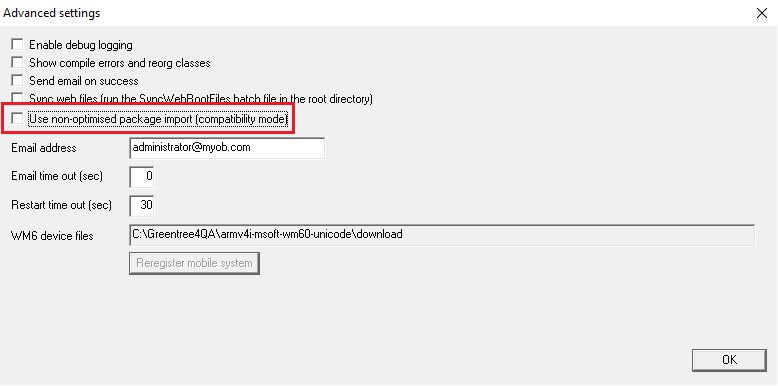 Advanced settings
Enable debug logging
Show compile errors and reorg classes
Send email on success
Sync web files (run the SyncWebRootFiles batch file in the root directory)
Use non-optimised package import (compatibility mode)
Email address administrator@myob.com
Email time out (sec) 0
Restart time out (sec) 30
WM6 device files C:\Greentree4QA\armv4i-msoft-wm60-unicode\download
Reregister mobile system
OK